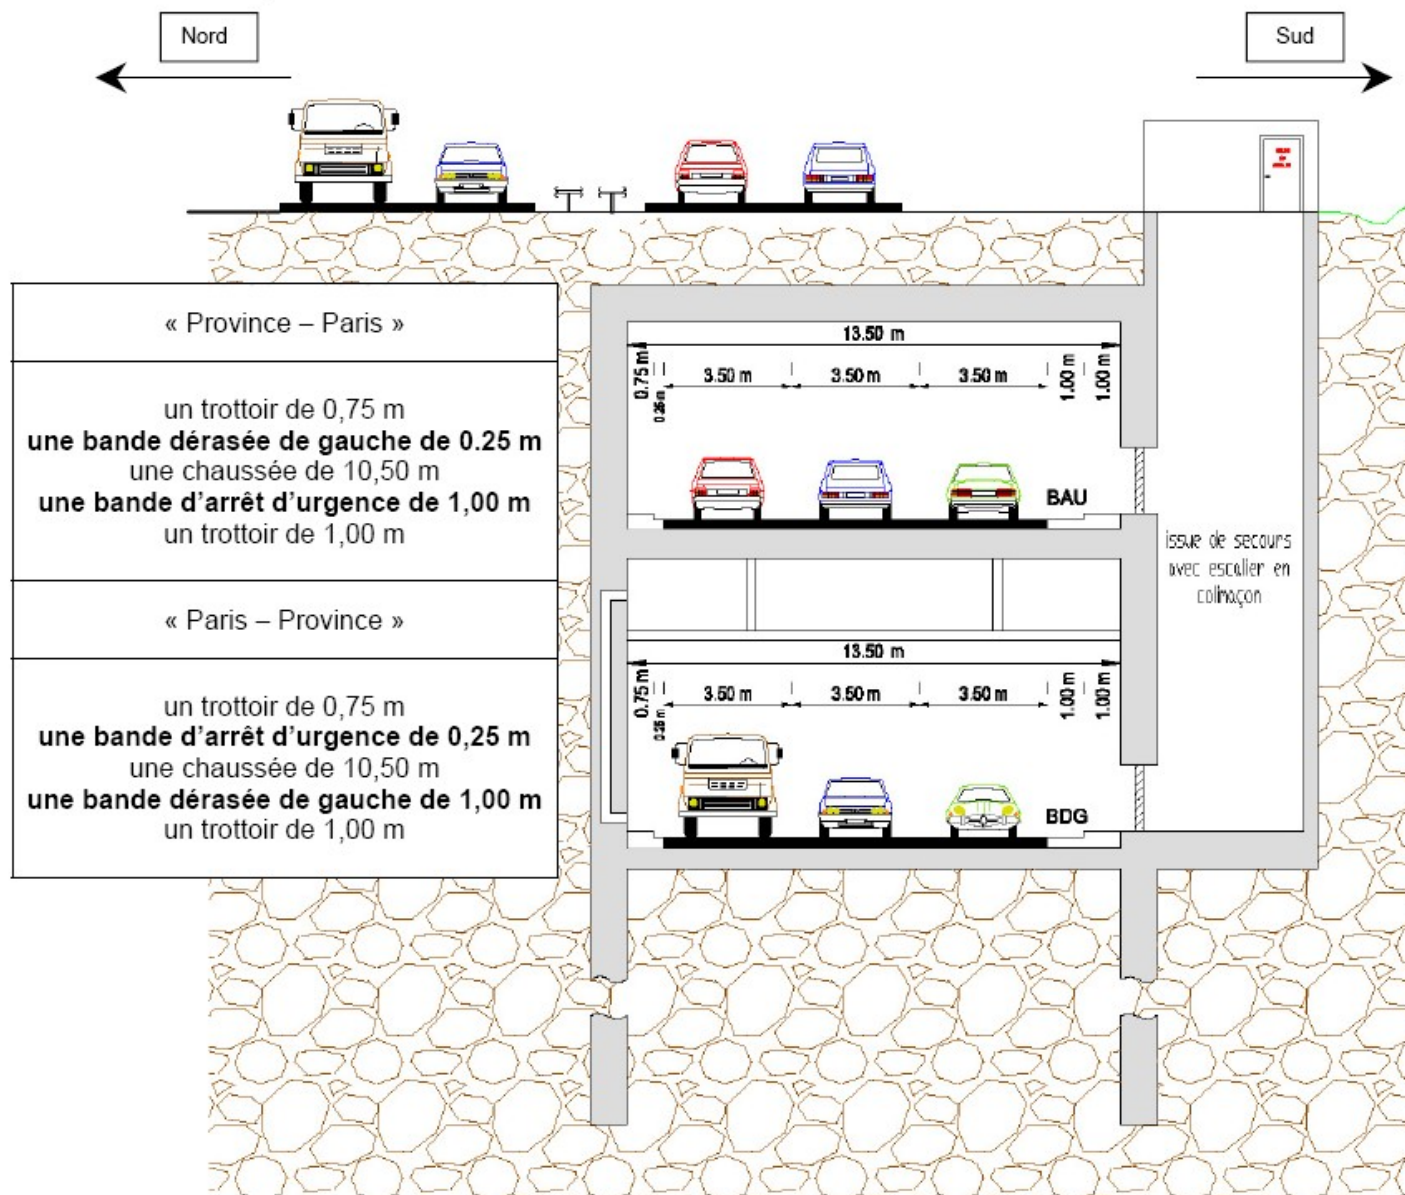 Nord
Sud
« Province – Paris »
un trottoir de 0,75 m
une bande dérasée de gauche de 0.25 m
une chaussée de 10,50 m
une bande d’arrêt d’urgence de 1,00 m
un trottoir de 1,00 m
« Paris – Province »
un trottoir de 0,75 m
une bande d’arrêt d’urgence de 0,25 m
une chaussée de 10,50 m
une bande dérasée de gauche de 1,00 m
un trottoir de 1,00 m
13.50 m
0.75 m
0.25 m
3.50 m
3.50 m
3.50 m
1.00 m
1.00 m
BAU
issue de secours
avec escalier en
colimaçon
13.50 m
0.75 m
0.25 m
3.50 m
3.50 m
3.50 m
1.00 m
1.00 m
BDG